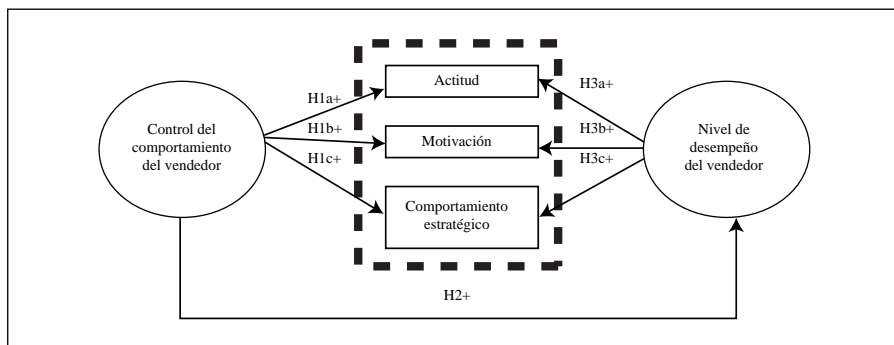 Control del
comportamiento
del vendedor
H1a+
H1b+
H1c+
Actitud
Motivación
Comportamiento
estratégico
H3a+
H3b+
H3c+
Nivel de
desempeño
del vendedor
H2+